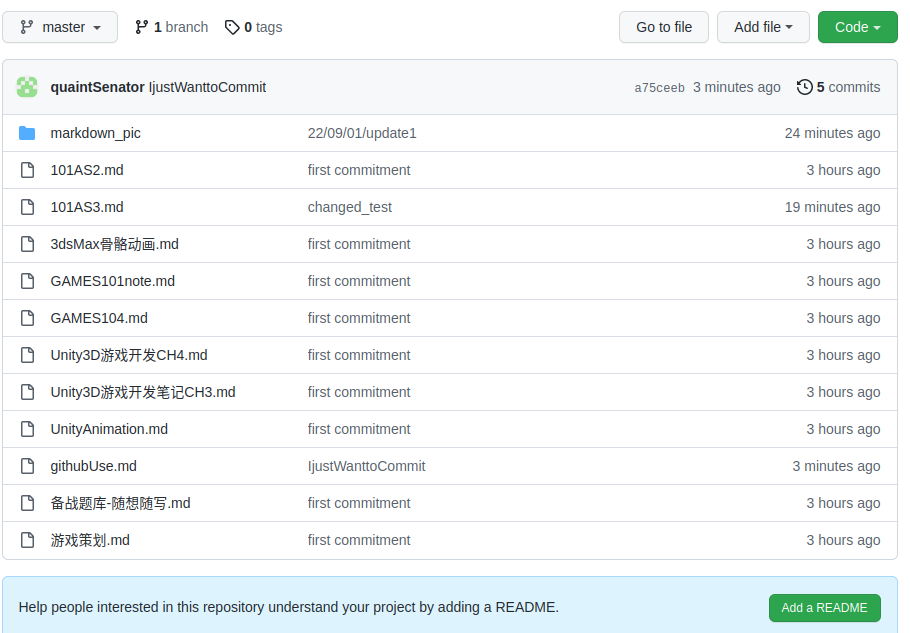 master 1 branch 0 tags Go to file Add file Code
quaintSenator IjustWanttoCommit a75ceeb 3 minutes ago 5 commits
markdown_pic 22/09/01/update1 24 minutes ago
101AS2.md first commitment 3 hours ago
101AS3.md changed_test 19 minutes ago
3dsMax骨骼动画.md first commitment 3 hours ago
GAMES101note.md first commitment 3 hours ago
GAMES104.md first commitment 3 hours ago
Unity3D游戏开发CH4.md first commitment 3 hours ago
Unity3D游戏开发笔记CH3.md first commitment 3 hours ago
UnityAnimation.md first commitment 3 hours ago
githubUse.md IjustWanttoCommit 3 minutes ago
备战题库-随想随写.md first commitment 3 hours ago
游戏策划.md first commitment 3 hours ago
Help people interested in this repository understand your project by adding a README. Add a README